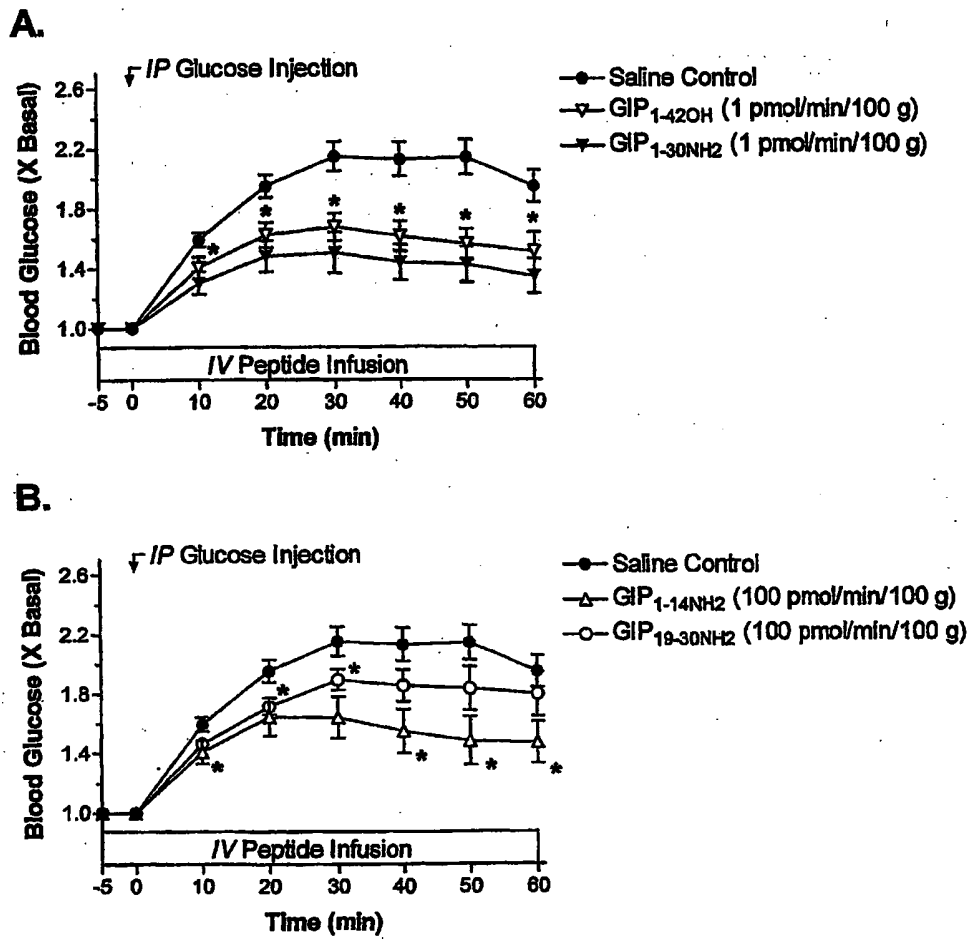 A.
IP Glucose Injection
Saline Control
GIP1-42OH (1 pmol/min/100 g)
GIP1-30NH2 (1 pmol/min/100 g)
Blood Glucose (X Basal)
2.6
2.2
1.8
1.4
1.0
* * * * * *
IV Peptide Infusion
-5 0 10 20 30 40 50 60
Time (min)
B.
IP Glucose Injection
Saline Control
GIP1-14NH2 (100 pmol/min/100 g)
GIP19-30NH2 (100 pmol/min/100 g)
Blood Glucose (X Basal)
2.6
2.2
1.8
1.4
1.0
* * * * * *
IV Peptide Infusion
-5 0 10 20 30 40 50 60
Time (min)